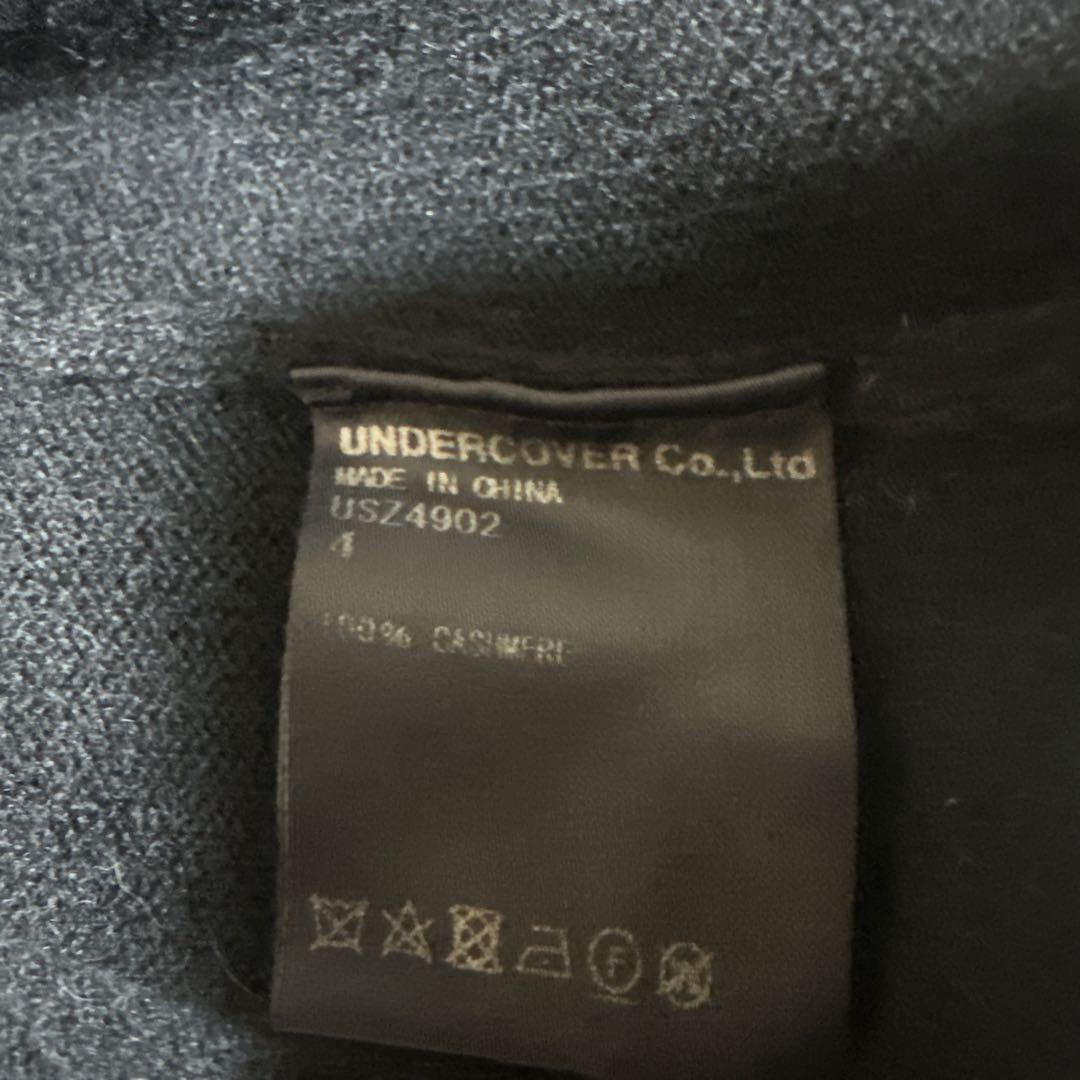 UNDERCOVER Co.,Ltd
MADE IN CHINA
USZ4902
4
100% CASHMERE
F